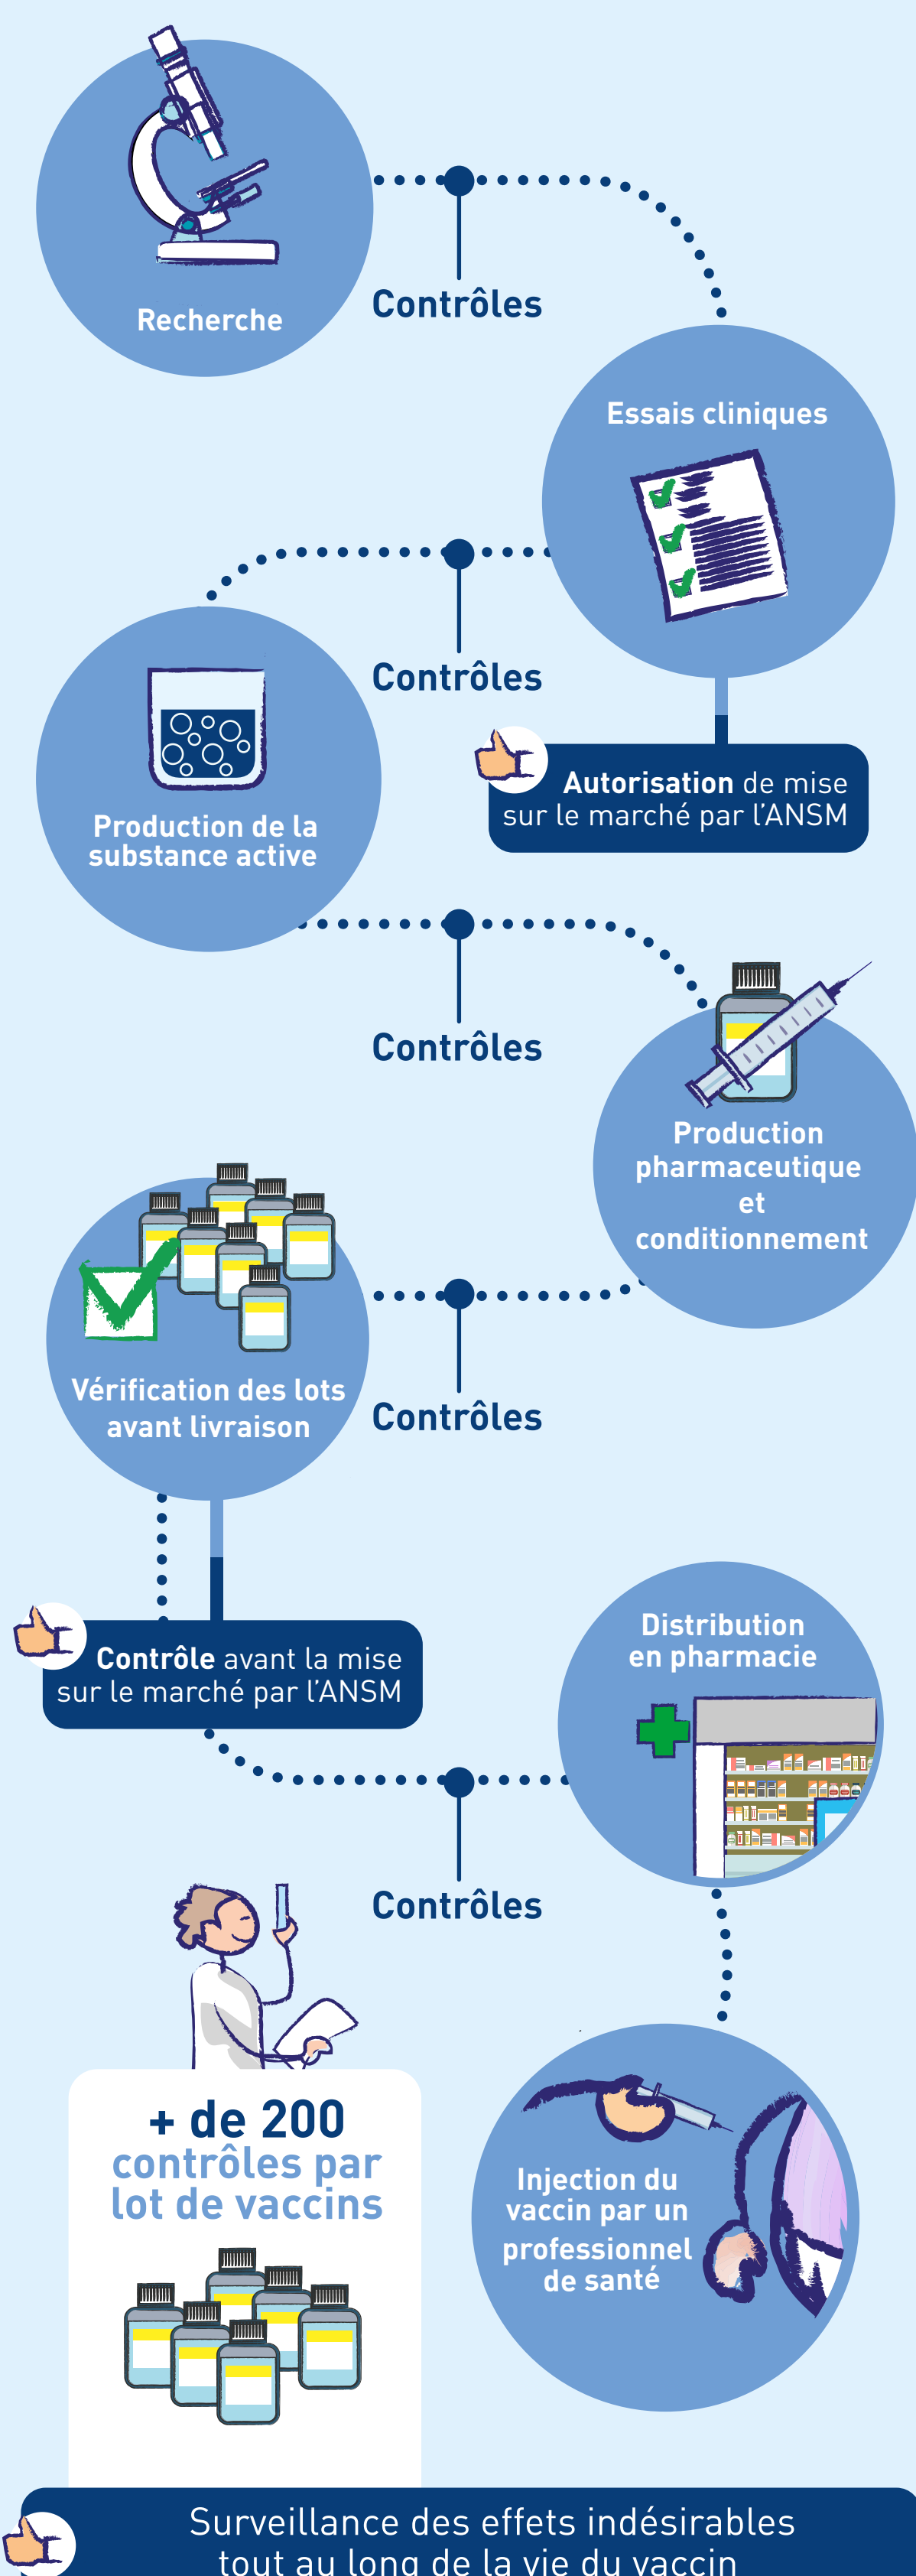 Recherche
Contrôles
Essais cliniques
Contrôles
Autorisation de mise
sur le marché par l'ANSM
Production de la
substance active
Contrôles
Production
pharmaceutique
et
conditionnement
Contrôles
Vérification des lots
avant livraison
Contrôle avant la mise
sur le marché par l'ANSM
Distribution
en pharmacie
Contrôles
+ de 200
contrôles par
lot de vaccins
Injection du
vaccin par un
professionnel
de santé
Surveillance des effets indésirables
tout au long de la vie du vaccin